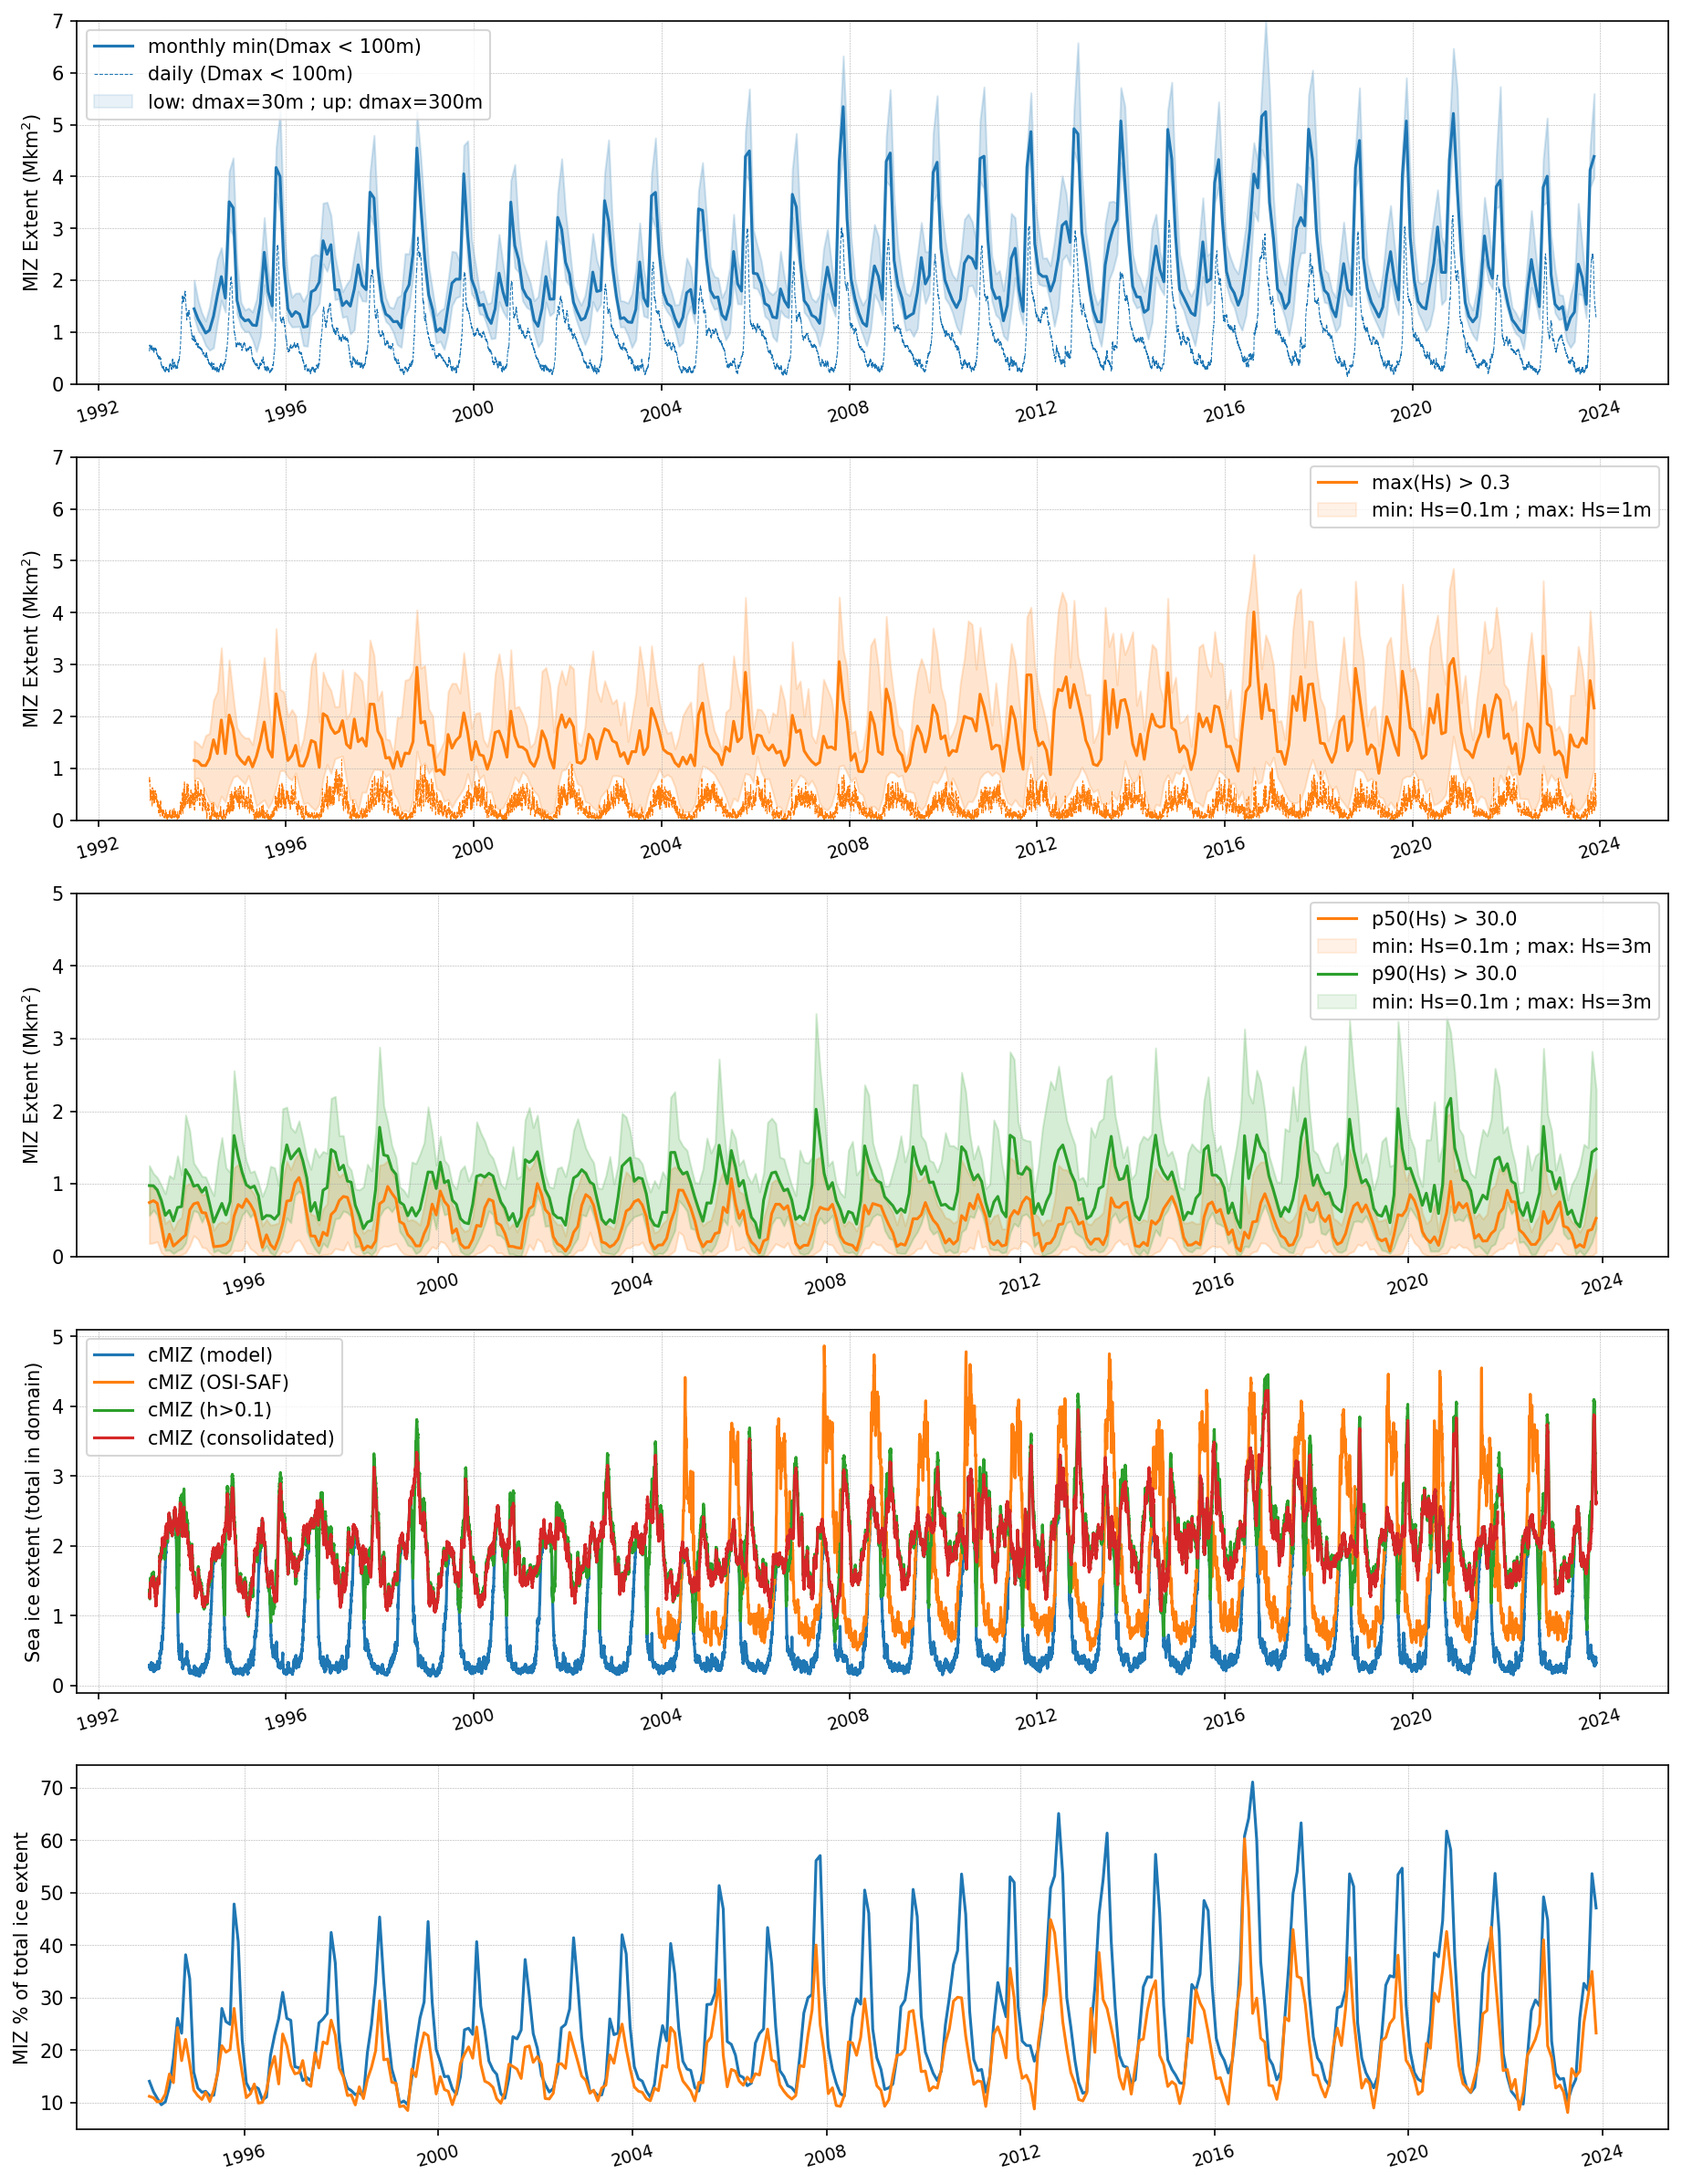 7
6
5
4
3
2
1
0
MIZ Extent (Mkm²)
monthly min(Dmax < 100m)
daily (Dmax < 100m)
low: dmax=30m ; up: dmax=300m
1992 1996 2000 2004 2008 2012 2016 2020 2024
7
6
5
4
3
2
1
0
MIZ Extent (Mkm²)
max(Hs) > 0.3
min: Hs=0.1m ; max: Hs=1m
1992 1996 2000 2004 2008 2012 2016 2020 2024
5
4
3
2
1
0
MIZ Extent (Mkm²)
p50(Hs) > 30.0
min: Hs=0.1m ; max: Hs=3m
p90(Hs) > 30.0
min: Hs=0.1m ; max: Hs=3m
1996 2000 2004 2008 2012 2016 2020 2024
5
4
3
2
1
0
Sea ice extent (total in domain)
cMIZ (model)
cMIZ (OSI-SAF)
cMIZ (h>0.1)
cMIZ (consolidated)
1992 1996 2000 2004 2008 2012 2016 2020 2024
70
60
50
40
30
20
10
MIZ % of total ice extent
1996 2000 2004 2008 2012 2016 2020 2024